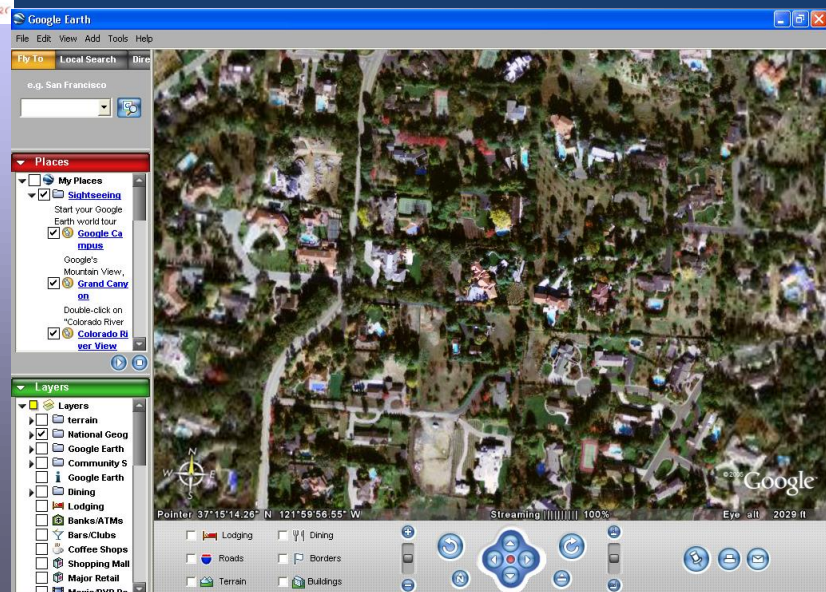 Google Earth
File Edit View Add Tools Help
Fly To Local Search Dire
e.g. San Francisco
Places
My Places
Sightseeing
Start your Google
Earth world tour
Google Ca
mpus
Google's
Mountain View,
Grand Cany
on
Double-click on
"Colorado River
Colorado Ri
ver View
Layers
Layers
terrain
National Geog
Google Earth
Community S
Google Earth
Dining
Lodging
Banks/ATMs
Bars/Clubs
Coffee Shops
Shopping Mall
Major Retail
N
W E
S
© 2005 Google
Pointer 37°15'14.26" N 121°59'56.55" W Streaming ||||||||| 100% Eye alt 2029 ft
Lodging Dining
Roads Borders
Terrain Buildings
N